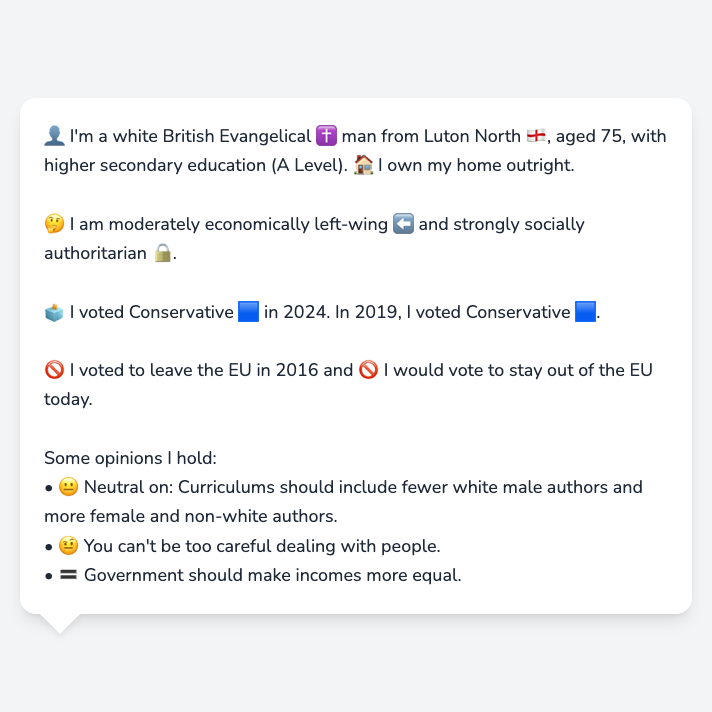 👤 I'm a white British Evangelical ✝️ man from Luton North 🏴󠁧󠁢󠁥󠁮󠁧󠁿, aged 75, with
higher secondary education (A Level). 🏠 I own my home outright.
🤔 I am moderately economically left-wing ⬅️ and strongly socially
authoritarian 🔒.
🗳️ I voted Conservative 🟦 in 2024. In 2019, I voted Conservative 🟦.
🚫 I voted to leave the EU in 2016 and 🚫 I would vote to stay out of the EU
today.
Some opinions I hold:
• 😐 Neutral on: Curriculums should include fewer white male authors and
more female and non-white authors.
• 🤨 You can't be too careful dealing with people.
• 🟰 Government should make incomes more equal.